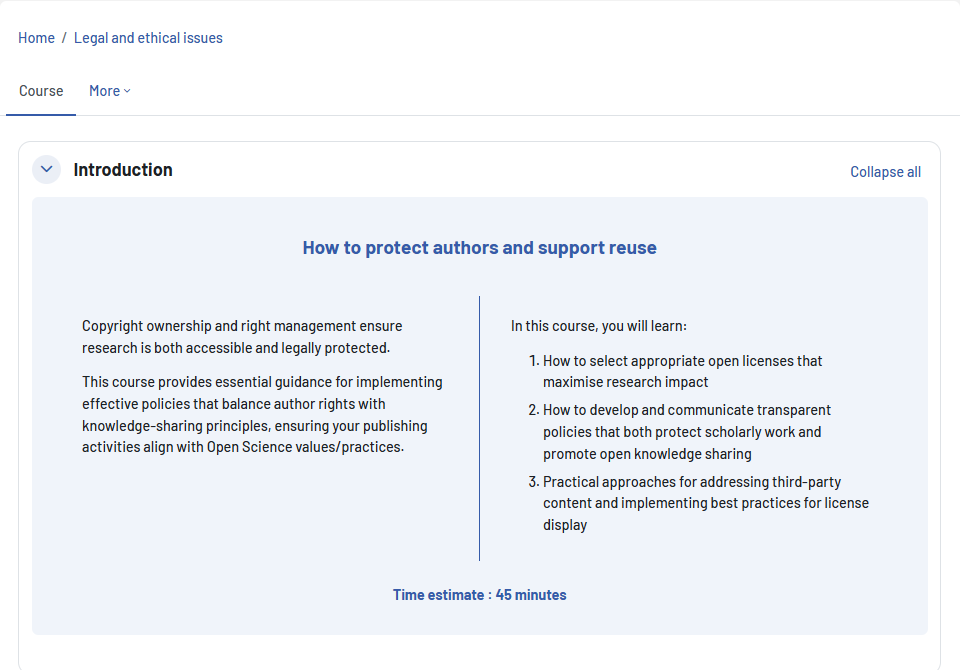 Home / Legal and ethical issues
Course More
Introduction
Collapse all
How to protect authors and support reuse
Copyright ownership and right management ensure
research is both accessible and legally protected.
This course provides essential guidance for implementing
effective policies that balance author rights with
knowledge-sharing principles, ensuring your publishing
activities align with Open Science values/practices.
In this course, you will learn:
1. How to select appropriate open licenses that
maximise research impact
2. How to develop and communicate transparent
policies that both protect scholarly work and
promote open knowledge sharing
3. Practical approaches for addressing third-party
content and implementing best practices for license
display
Time estimate : 45 minutes